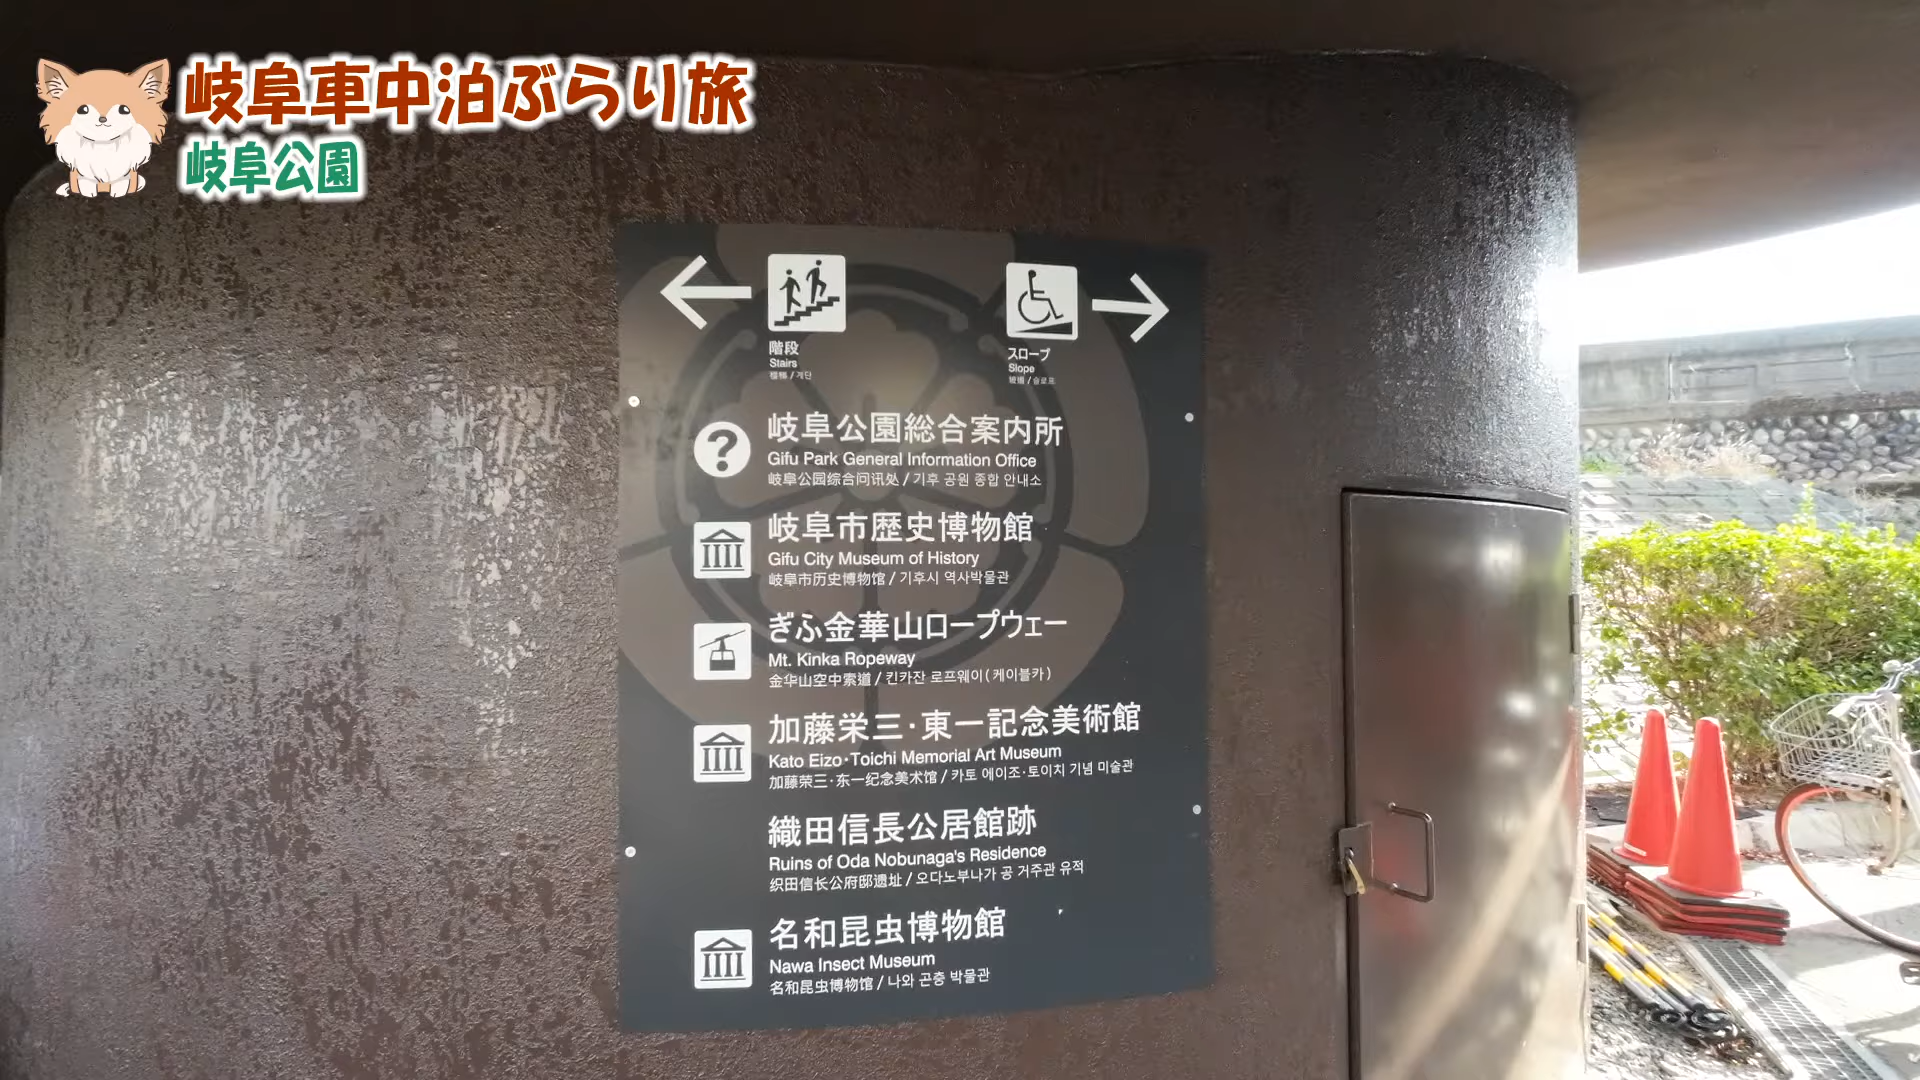 岐阜車中泊ぶらり旅
岐阜公園
階段
Stairs
楼梯 / 계단
スロープ
Slope
坡道 / 슬로프
?
岐阜公園総合案内所
Gifu Park General Information Office
岐阜公园综合问讯处 / 기후 공원 종합 안내소
岐阜市歴史博物館
Gifu City Museum of History
岐阜市历史博物馆 / 기후시 역사박물관
ぎふ金華山ロープウェー
Mt. Kinka Ropeway
金华山空中索道 / 킨카잔 로프웨이(케이블카)
加藤栄三・東一記念美術館
Kato Eizo・Toichi Memorial Art Museum
加藤荣三・东一纪念美术馆 / 카토 에이조・토이치 기념 미술관
織田信長公居館跡
Ruins of Oda Nobunaga's Residence
织田信长公府邸遗址 / 오다노부나가 공 거주관 유적
名和昆虫博物館
Nawa Insect Museum
名和昆虫博物馆 / 나와 곤충 박물관